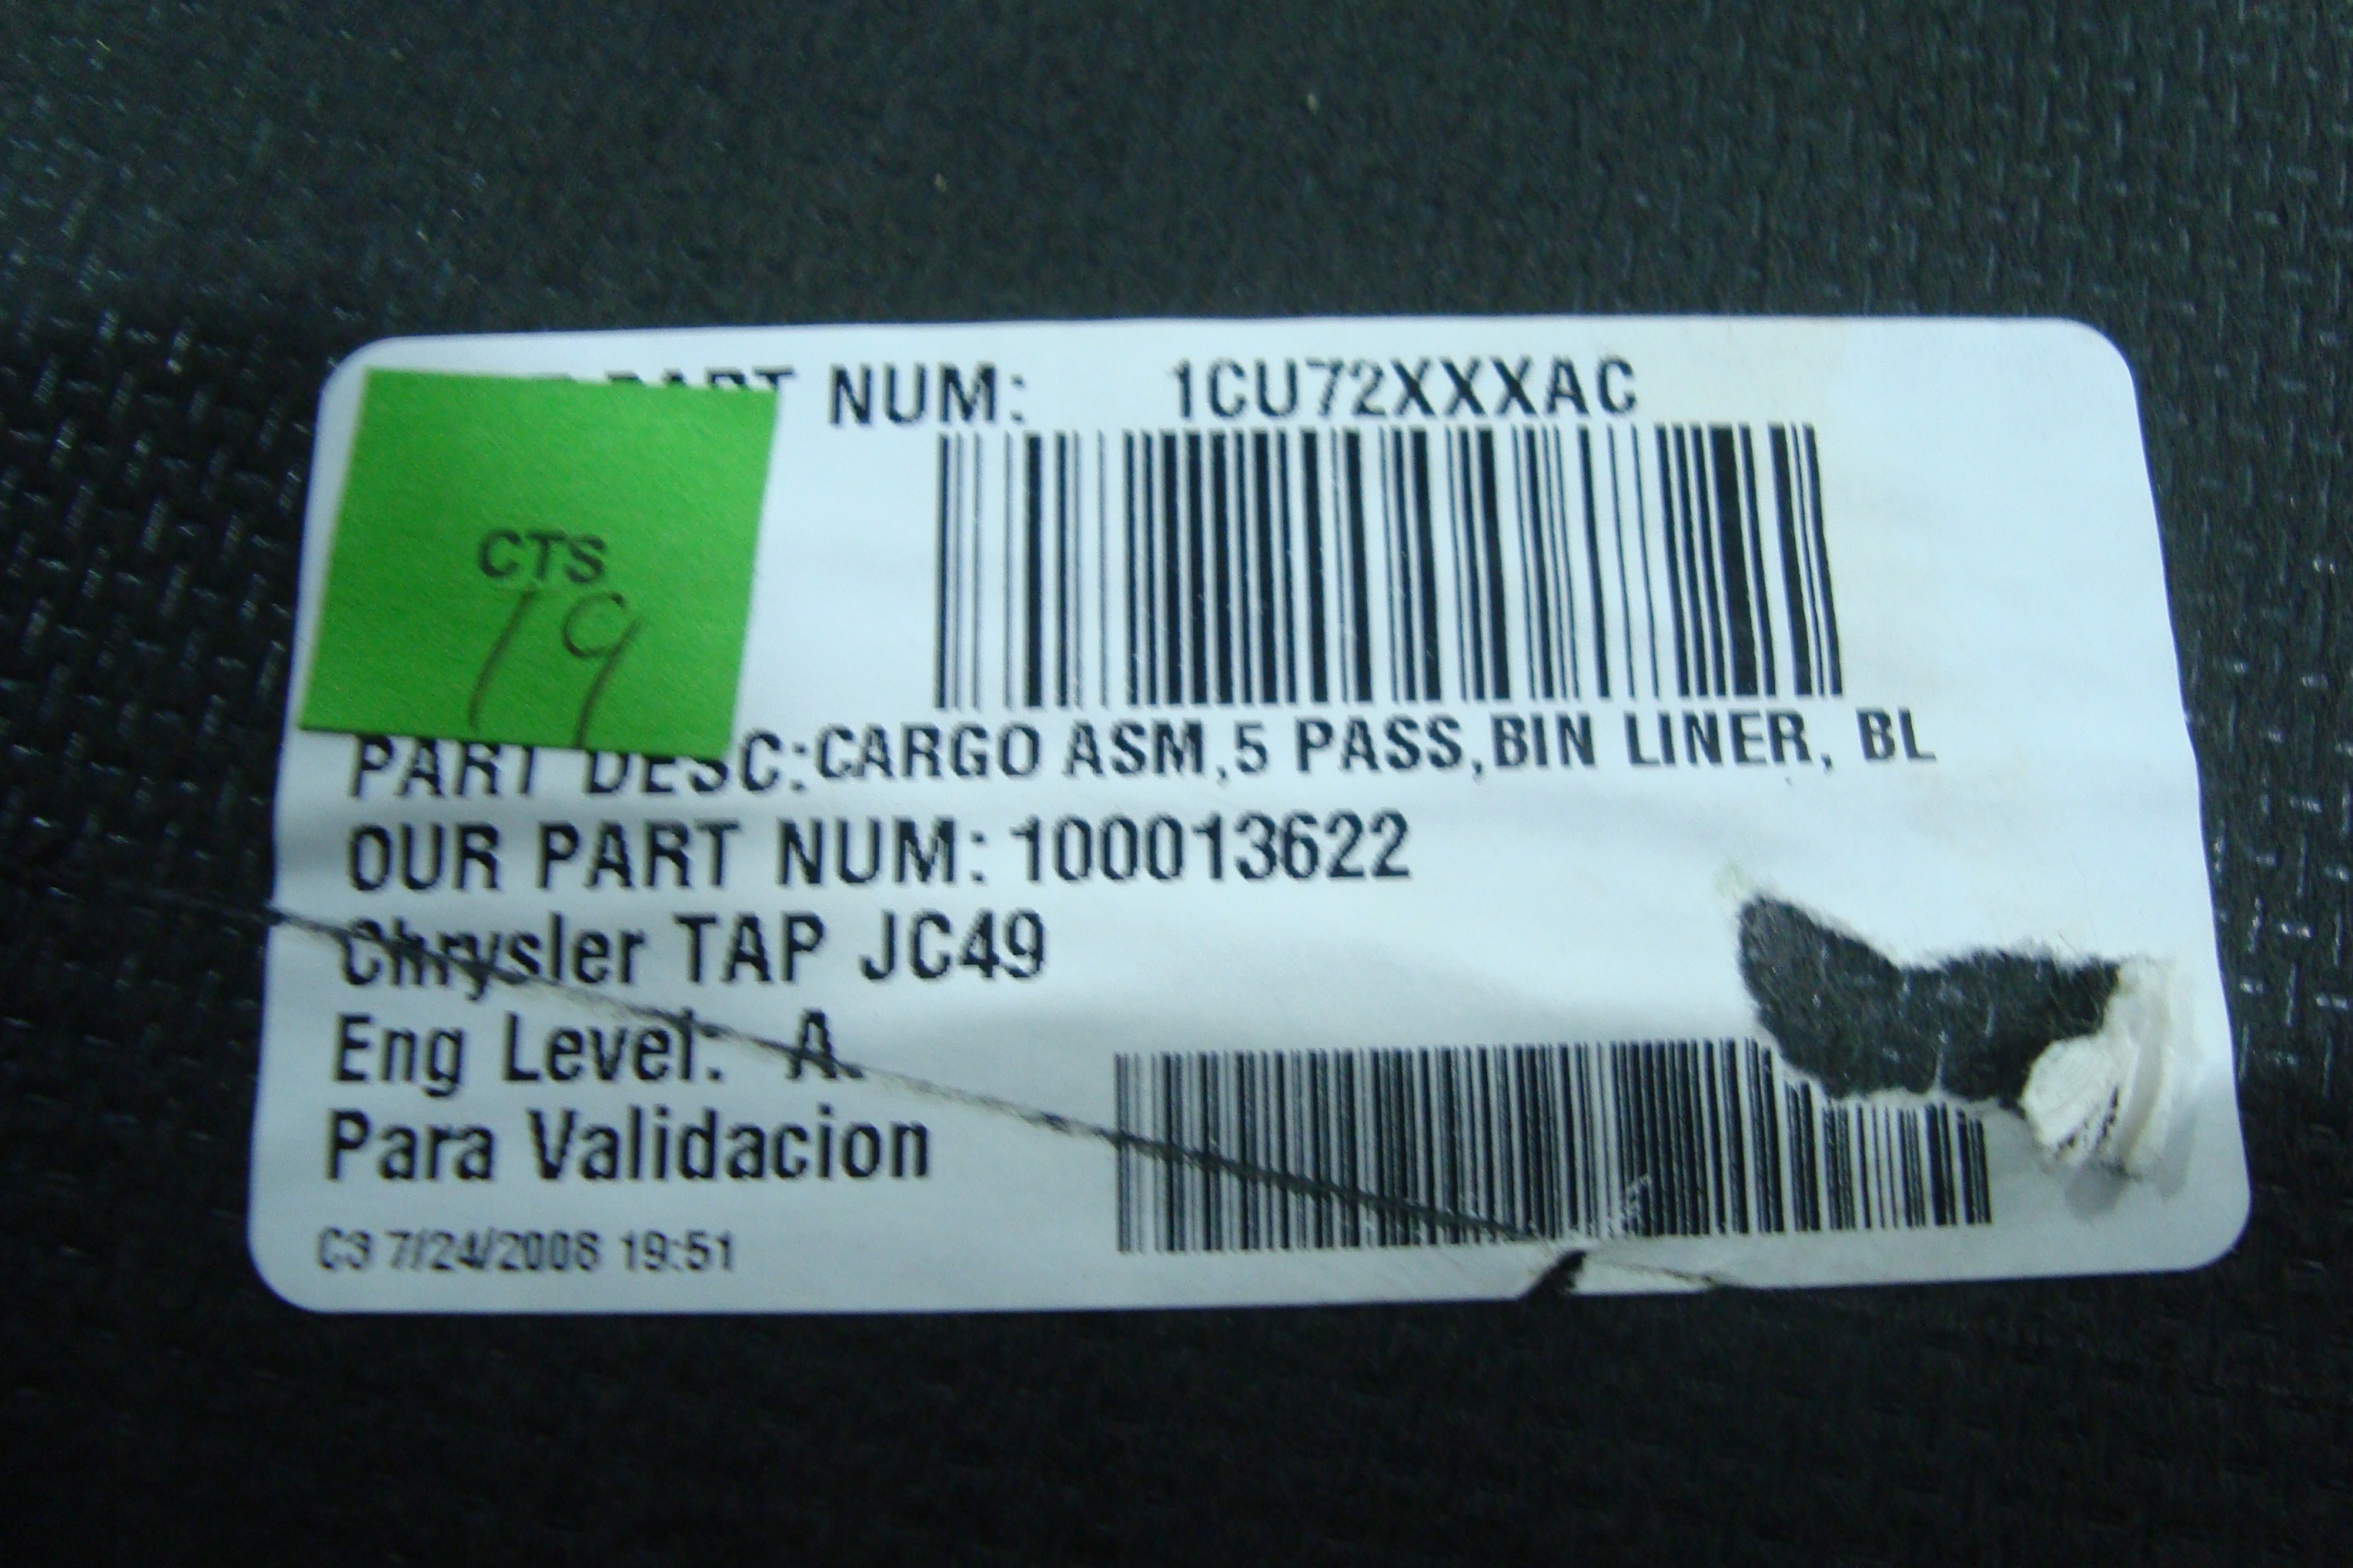 PART NUM: 1CU72XXXAC
CTS
19
PART DESC:CARGO ASM,5 PASS,BIN LINER, BL
OUR PART NUM: 100013622
Chrysler TAP JC49
Eng Level: A.
Para Validacion
C3 7/24/2008 19:51